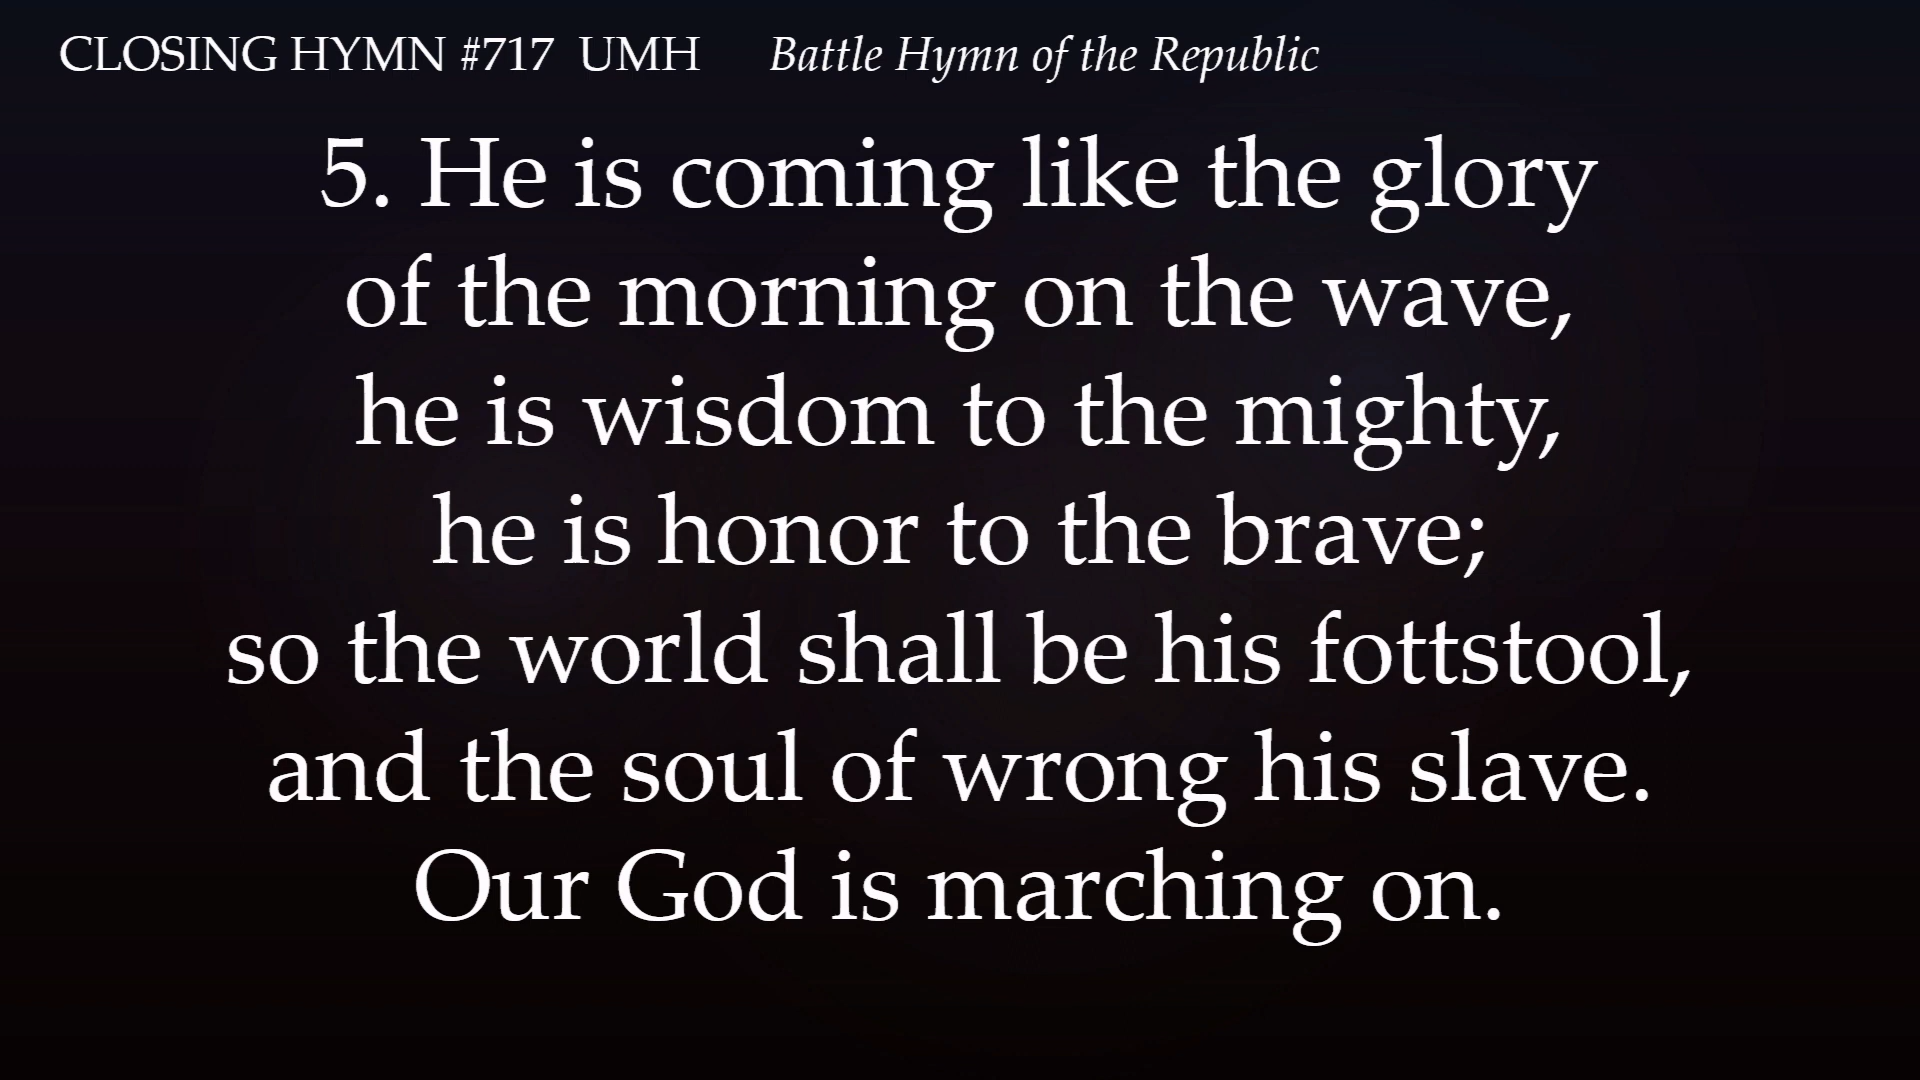 CLOSING HYMN #717 UMH Battle Hymn of the Republic
5. He is coming like the glory
of the morning on the wave,
he is wisdom to the mighty,
he is honor to the brave;
so the world shall be his fottstool,
and the soul of wrong his slave.
Our God is marching on.